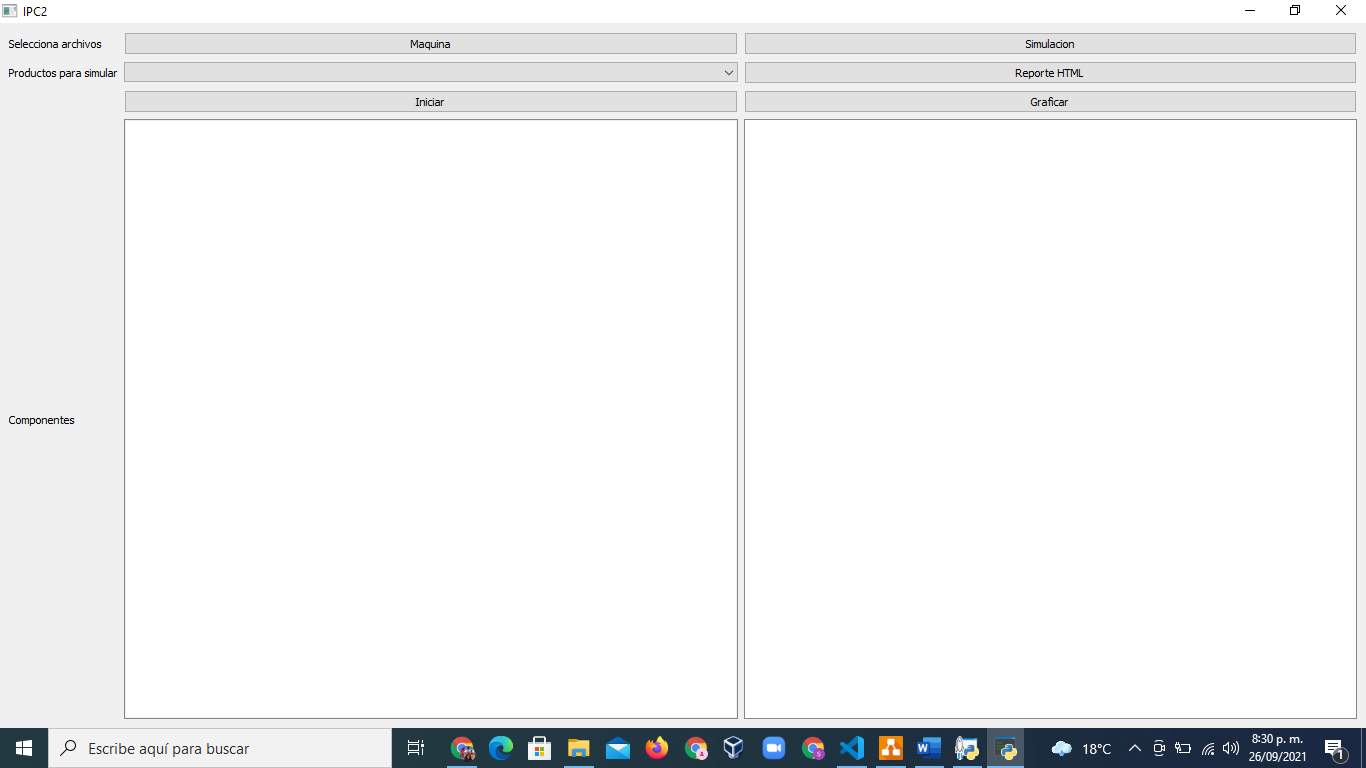 IPC2
Selecciona archivos Maquina Simulacion
Productos para simular Reporte HTML
Iniciar Graficar
Componentes
Escribe aquí para buscar 18°C 8:30 p. m.
26/09/2021 1